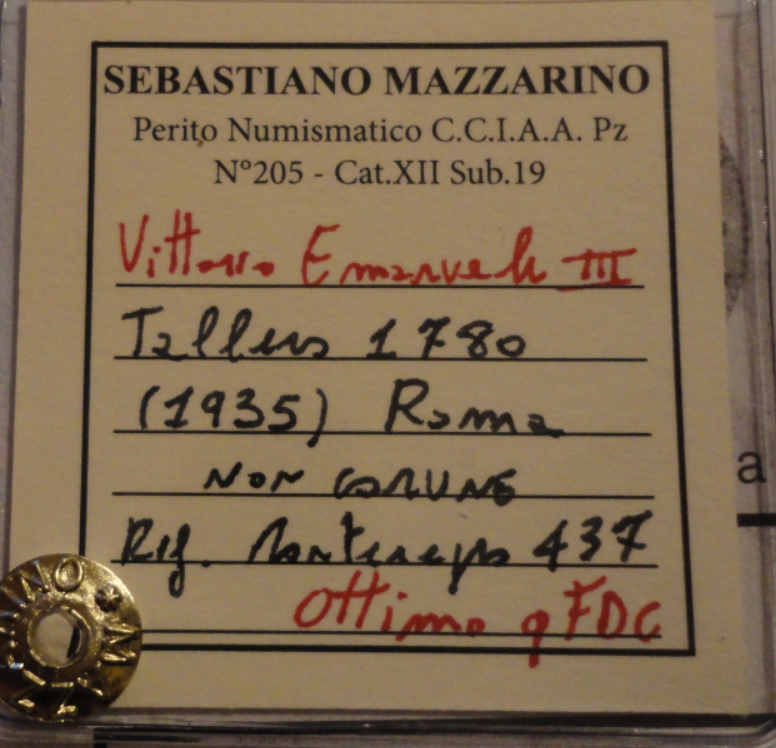 SEBASTIANO MAZZARINO
Perito Numismatico C.C.I.A.A. Pz
N°205 - Cat.XII Sub.19
Vittorio Emanuele III
Tallero 1780
(1935) Roma
NON COMUNE
Rif. Montenegro 437
Ottimo qFDC
a